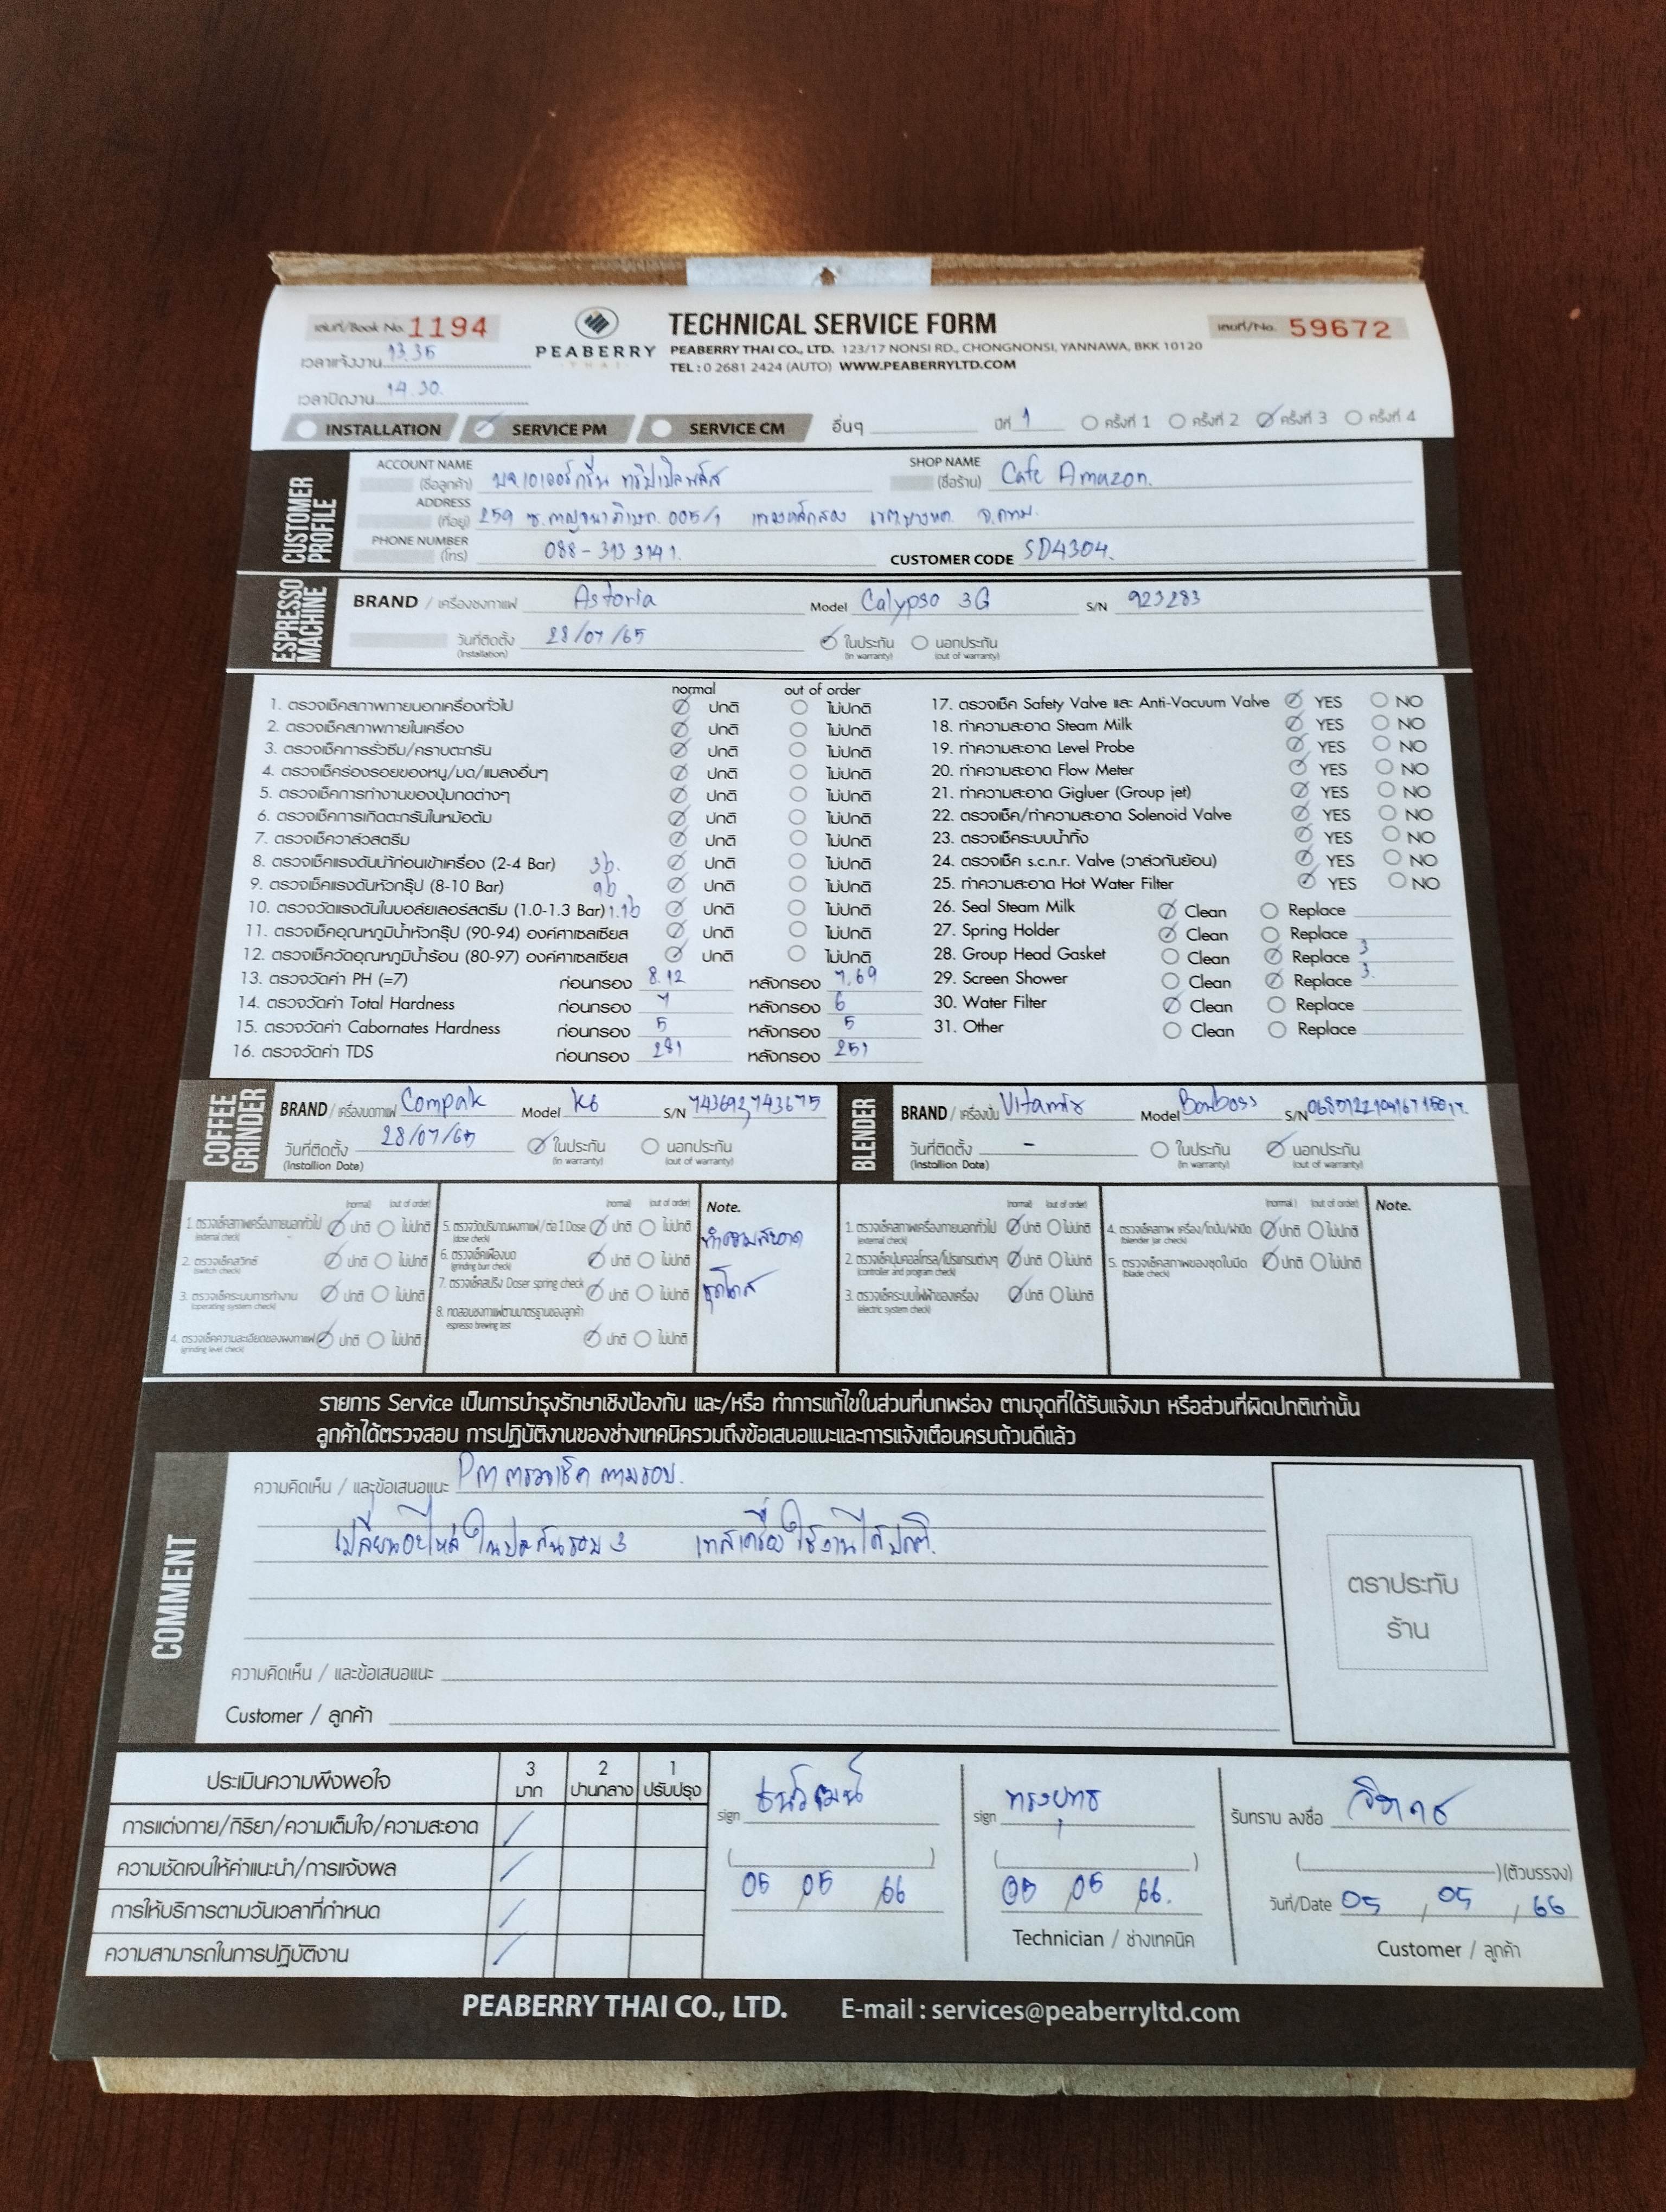 เล่มที่/Book No. 1194
PEABERRY
THAI
TECHNICAL SERVICE FORM
เลขที่/No. 59672
PEABERRY THAI CO., LTD. 123/17 NONSI RD., CHONGNONSI, YANNAWA, BKK 10120
TEL : 0 2681 2424 (AUTO) WWW.PEABERRYLTD.COM
เวลาแจ้งงาน 13.35
เวลาปิดงาน 14.30.
INSTALLATION SERVICE PM SERVICE CM อื่นๆ ปีที่ 1 ครั้งที่ 1 ครั้งที่ 2 ครั้งที่ 3 ครั้งที่ 4
CUSTOMER PROFILE
ACCOUNT NAME (ชื่อลูกค้า)
SHOP NAME (ชื่อร้าน) Cafe Amazon.
ADDRESS (ที่อยู่) 259 ซ.กาญจนาภิเษก 005/1 แขวงหลักสอง เขตบางแค จ.กทม.
PHONE NUMBER (โทร) 088-313 3141.
CUSTOMER CODE SD4304.
ESPRESSO MACHINE
BRAND / เครื่องชงกาแฟ Astoria Model Calypso 3G S/N 923283
วันที่ติดตั้ง (Installation) 28/07/65 ในประกัน (in warranty) นอกประกัน (out of warranty)
normal out of order
1. ตรวจเช็คสภาพภายนอกเครื่องทั่วไป ปกติ ไม่ปกติ
2. ตรวจเช็คสภาพภายในเครื่อง ปกติ ไม่ปกติ
3. ตรวจเช็คการรั่วซึม/คราบตะกรัน ปกติ ไม่ปกติ
4. ตรวจเช็คร่องรอยของหนู/มด/แมลงอื่นๆ ปกติ ไม่ปกติ
5. ตรวจเช็คการทำงานของปุ่มกดต่างๆ ปกติ ไม่ปกติ
6. ตรวจเช็คการเกิดตะกรันในหม้อต้ม ปกติ ไม่ปกติ
7. ตรวจเช็ควาล์วสตรีม ปกติ ไม่ปกติ
8. ตรวจเช็คแรงดันน้ำก่อนเข้าเครื่อง (2-4 Bar) 3b. ปกติ ไม่ปกติ
9. ตรวจเช็คแรงดันหัวกรุ๊ป (8-10 Bar) 9b ปกติ ไม่ปกติ
10. ตรวจวัดแรงดันในบอล์ยเลอร์สตรีม (1.0-1.3 Bar) 1.1b ปกติ ไม่ปกติ
11. ตรวจเช็คอุณหภูมิน้ำหัวกรุ๊ป (90-94) องค์ศาเซลเซียส ปกติ ไม่ปกติ
12. ตรวจเช็ควัดอุณหภูมิน้ำร้อน (80-97) องค์ศาเซลเซียส ปกติ ไม่ปกติ
13. ตรวจวัดค่า PH (=7) ก่อนกรอง 8.12 หลังกรอง 7.69
14. ตรวจวัดค่า Total Hardness ก่อนกรอง 7 หลังกรอง 6
15. ตรวจวัดค่า Cabornates Hardness ก่อนกรอง 5 หลังกรอง 5
16. ตรวจวัดค่า TDS ก่อนกรอง 281 หลังกรอง 251
17. ตรวจเช็ค Safety Valve และ Anti-Vacuum Valve YES NO
18. ทำความสะอาด Steam Milk YES NO
19. ทำความสะอาด Level Probe YES NO
20. ทำความสะอาด Flow Meter YES NO
21. ทำความสะอาด Gigluer (Group jet) YES NO
22. ตรวจเช็ค/ทำความสะอาด Solenoid Valve YES NO
23. ตรวจเช็คระบบน้ำทิ้ง YES NO
24. ตรวจเช็ค s.c.n.r. Valve (วาล์วกันย้อน) YES NO
25. ทำความสะอาด Hot Water Filter YES NO
26. Seal Steam Milk Clean Replace
27. Spring Holder Clean Replace
28. Group Head Gasket Clean Replace 3
29. Screen Shower Clean Replace 3.
30. Water Filter Clean Replace
31. Other Clean Replace
COFFEE GRINDER
BRAND / เครื่องบดกาแฟ Compak Model K6 S/N 743692,743675
วันที่ติดตั้ง (Installion Date) 28/07/65 ในประกัน (in warranty) นอกประกัน (out of warranty)
BLENDER
BRAND / เครื่องปั่น Vitamix Model S/N
วันที่ติดตั้ง (Installion Date) - ในประกัน (in warranty) นอกประกัน (out of warranty)
(normal) (out of order)
1. ตรวจเช็คสภาพเครื่องภายนอกทั่วไป ปกติ ไม่ปกติ
(external check)
2. ตรวจเช็คสวิทซ์ ปกติ ไม่ปกติ
(switch check)
3. ตรวจเช็คระบบการทำงาน ปกติ ไม่ปกติ
(operating system check)
4. ตรวจเช็คความละเอียดของผงกาแฟ ปกติ ไม่ปกติ
(grinding level check)
(normal) (out of order)
5. ตรวจวัดปริมาณผงกาแฟ/ต่อ 1 Dose ปกติ ไม่ปกติ
(dose check)
6. ตรวจเช็คเฟืองบด ปกติ ไม่ปกติ
(grinding burr check)
7. ตรวจเช็คสปริง Doser spring check ปกติ ไม่ปกติ
8. ทดสอบชงกาแฟตามมาตรฐานของลูกค้า
espresso brewing test ปกติ ไม่ปกติ
Note.
ทำความสะอาด
ชุดโดส
(normal) (out of order)
1. ตรวจเช็คสภาพเครื่องภายนอกทั่วไป ปกติ ไม่ปกติ
(external check)
2. ตรวจเช็คปุ่มคอลโทรล/โปรแกรมต่างๆ ปกติ ไม่ปกติ
(controller and program check)
3. ตรวจเช็คระบบไฟฟ้าของเครื่อง ปกติ ไม่ปกติ
(electric system check)
(normal) (out of order)
4. ตรวจเช็คสภาพ เครื่อง/โถปั่น/ฝาปิด ปกติ ไม่ปกติ
(blender jar check)
5. ตรวจเช็คสภาพของชุดใบมีด ปกติ ไม่ปกติ
(blade check)
Note.
รายการ Service เป็นการบำรุงรักษาเชิงป้องกัน และ/หรือ ทำการแก้ไขในส่วนที่บกพร่อง ตามจุดที่ได้รับแจ้งมา หรือส่วนที่ผิดปกติเท่านั้น
ลูกค้าได้ตรวจสอบ การปฏิบัติงานของช่างเทคนิครวมถึงข้อเสนอแนะและการแจ้งเตือนครบถ้วนดีแล้ว
COMMENT
ความคิดเห็น / และข้อเสนอแนะ PM ตรวจเช็ค ตามรอบ.
เปลี่ยนอะไหล่ ในประกันรอบ 3 เทสเครื่อง ใช้งานได้ปกติ.
ความคิดเห็น / และข้อเสนอแนะ
Customer / ลูกค้า
ตราประทับ
ร้าน
ประเมินความพึงพอใจ 3 มาก 2 ปานกลาง 1 ปรับปรุง
การแต่งกาย/กิริยา/ความเต็มใจ/ความสะอาด
ความชัดเจนให้คำแนะนำ/การแจ้งผล
การให้บริการตามวันเวลาที่กำหนด
ความสามารถในการปฏิบัติงาน
sign ธนวัฒน์
05 05 66
sign ทรงยุทธ
05 05 66.
Technician / ช่างเทคนิค
รับทราบ ลงชื่อ
(ตัวบรรจง)
วันที่/Date 05 , 05 , 66
Customer / ลูกค้า
PEABERRY THAI CO., LTD. E-mail : services@peaberryltd.com